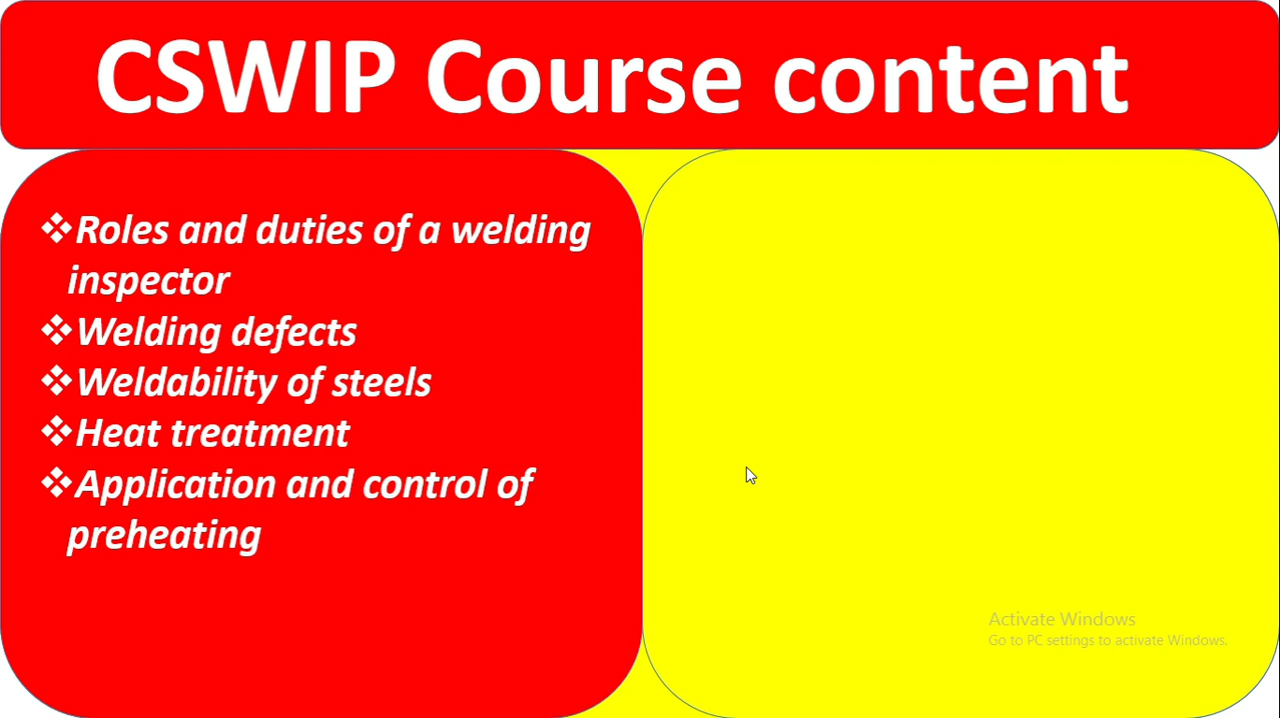 CSWIP Course content
❖Roles and duties of a welding
inspector
❖Welding defects
❖Weldability of steels
❖Heat treatment
❖Application and control of
preheating
Activate Windows
Go to PC settings to activate Windows.